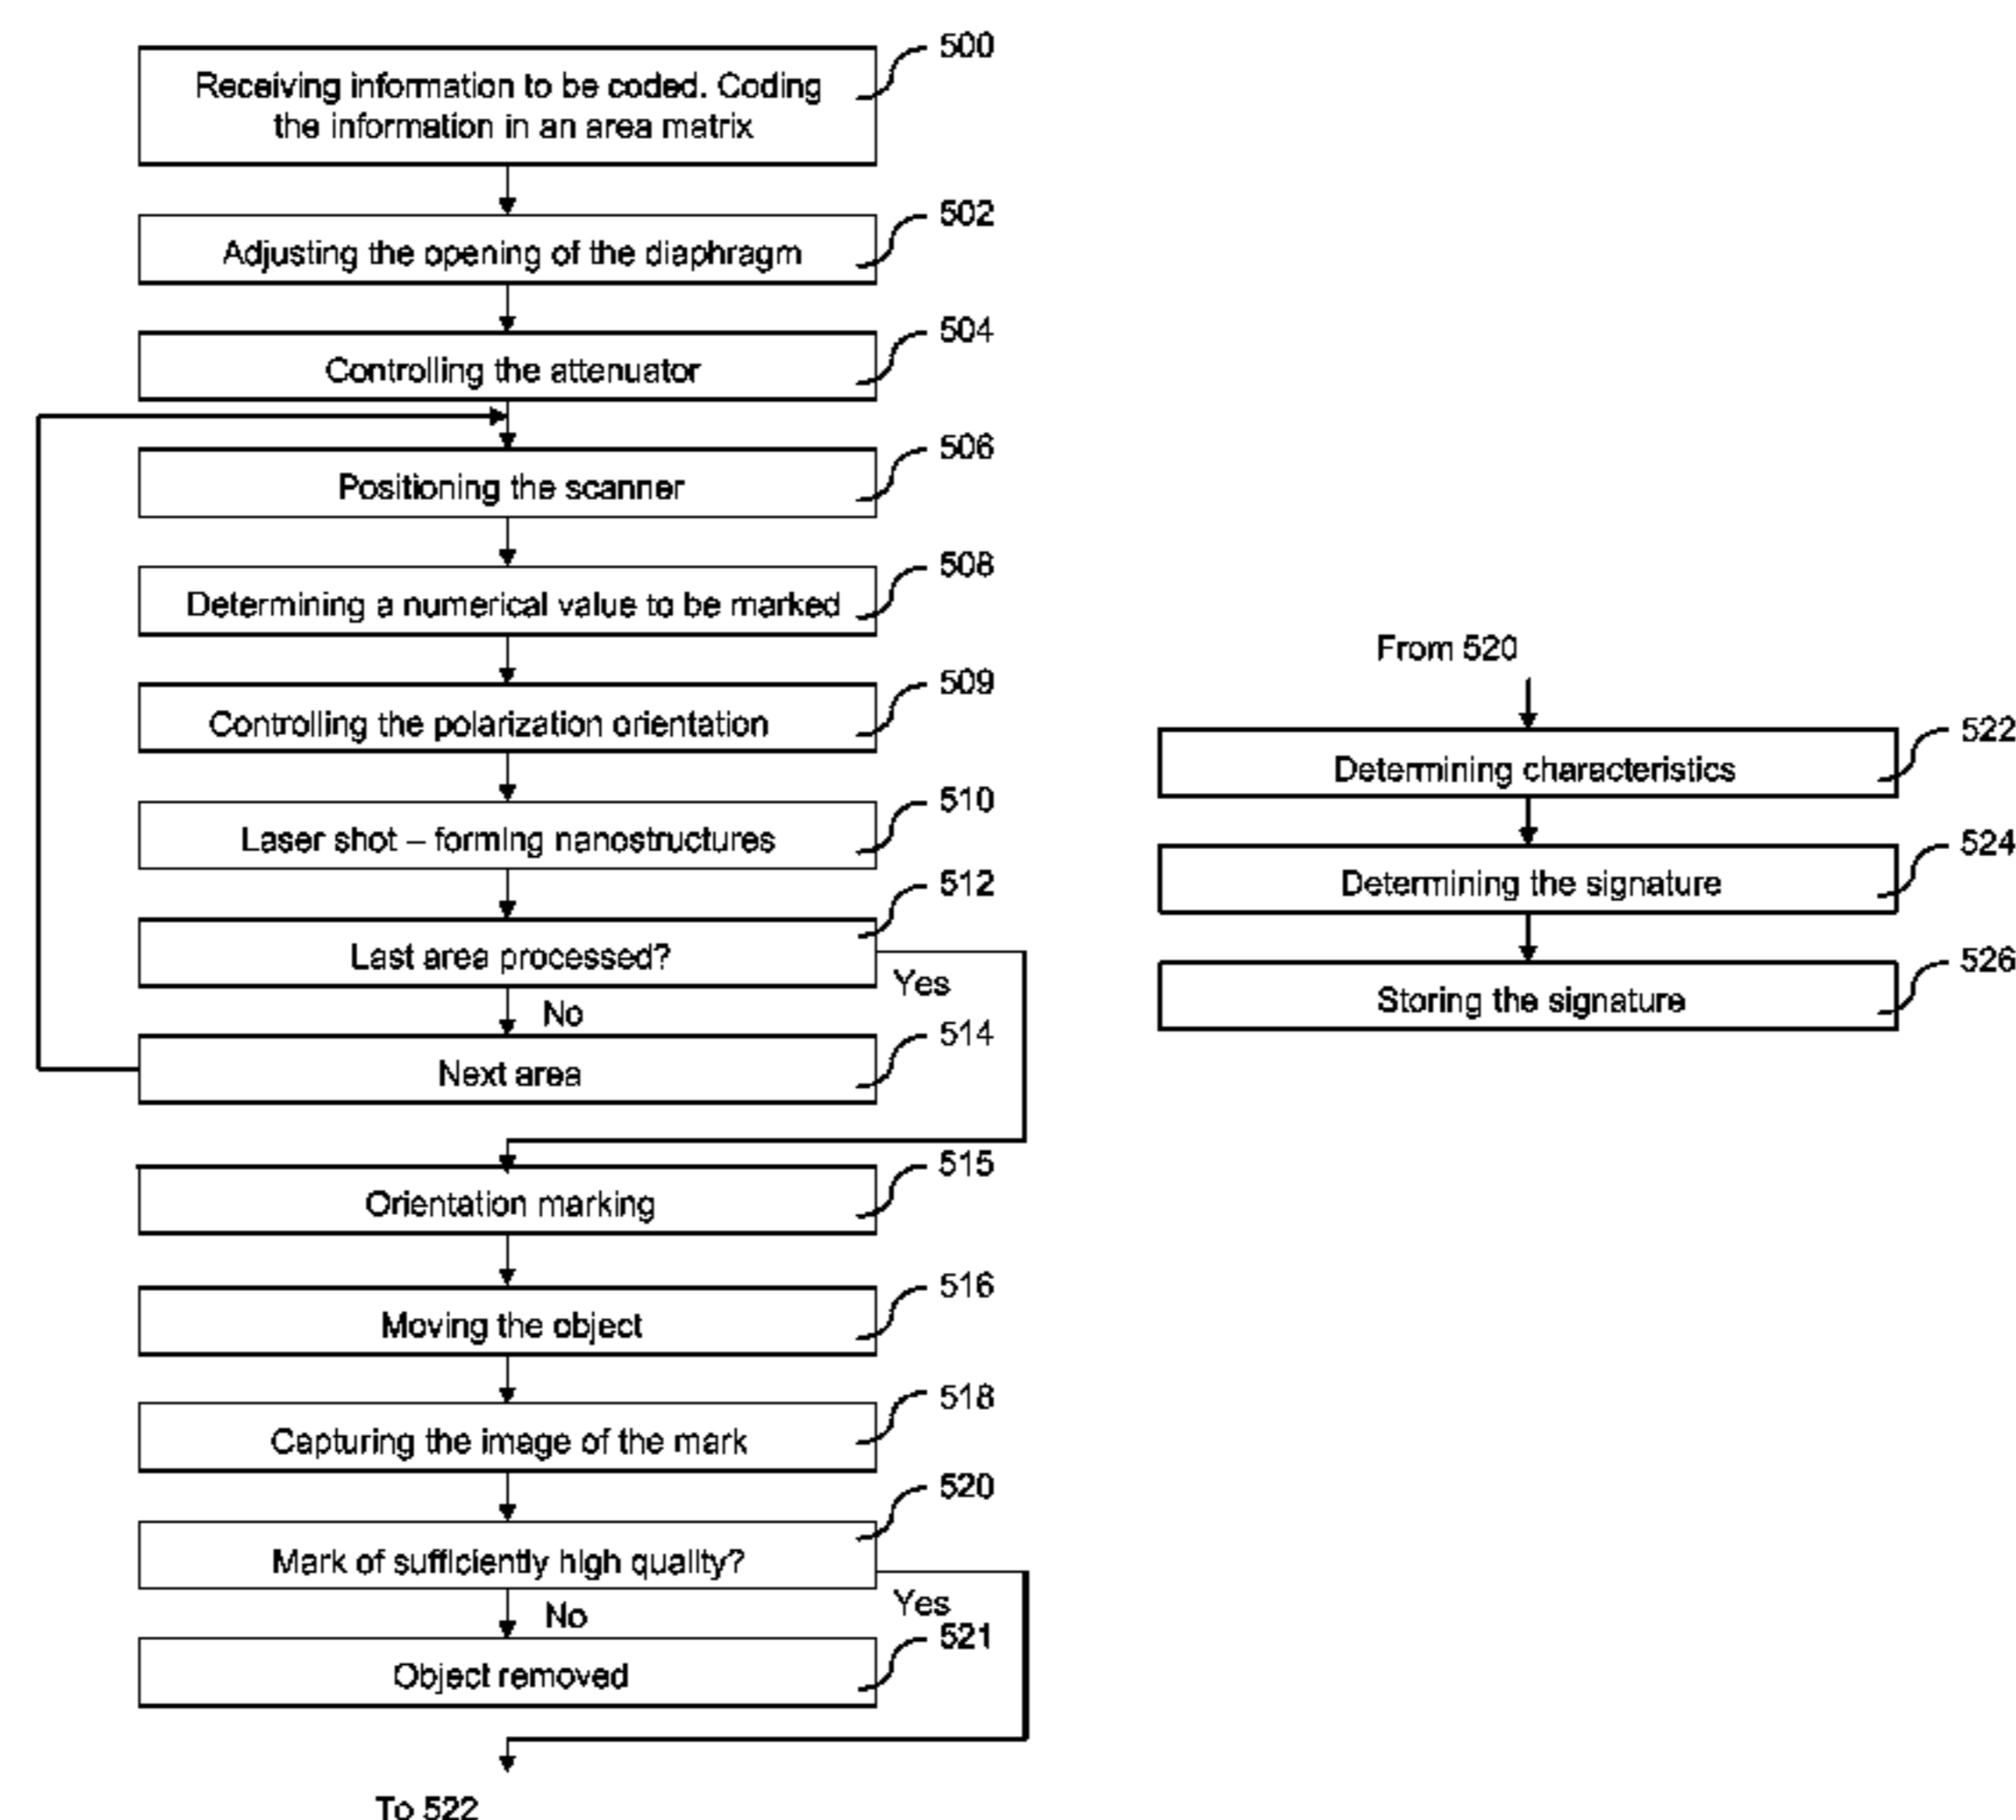 500
Receiving information to be coded. Coding
the information in an area matrix
502
Adjusting the opening of the diaphragm
504
Controlling the attenuator
506
Positioning the scanner
508
Determining a numerical value to be marked
509
Controlling the polarization orientation
510
Laser shot – forming nanostructures
512
Last area processed?
Yes
No
514
Next area
515
Orientation marking
516
Moving the object
518
Capturing the image of the mark
520
Mark of sufficiently high quality?
Yes
No
521
Object removed
To 522
From 520
522
Determining characteristics
524
Determining the signature
526
Storing the signature